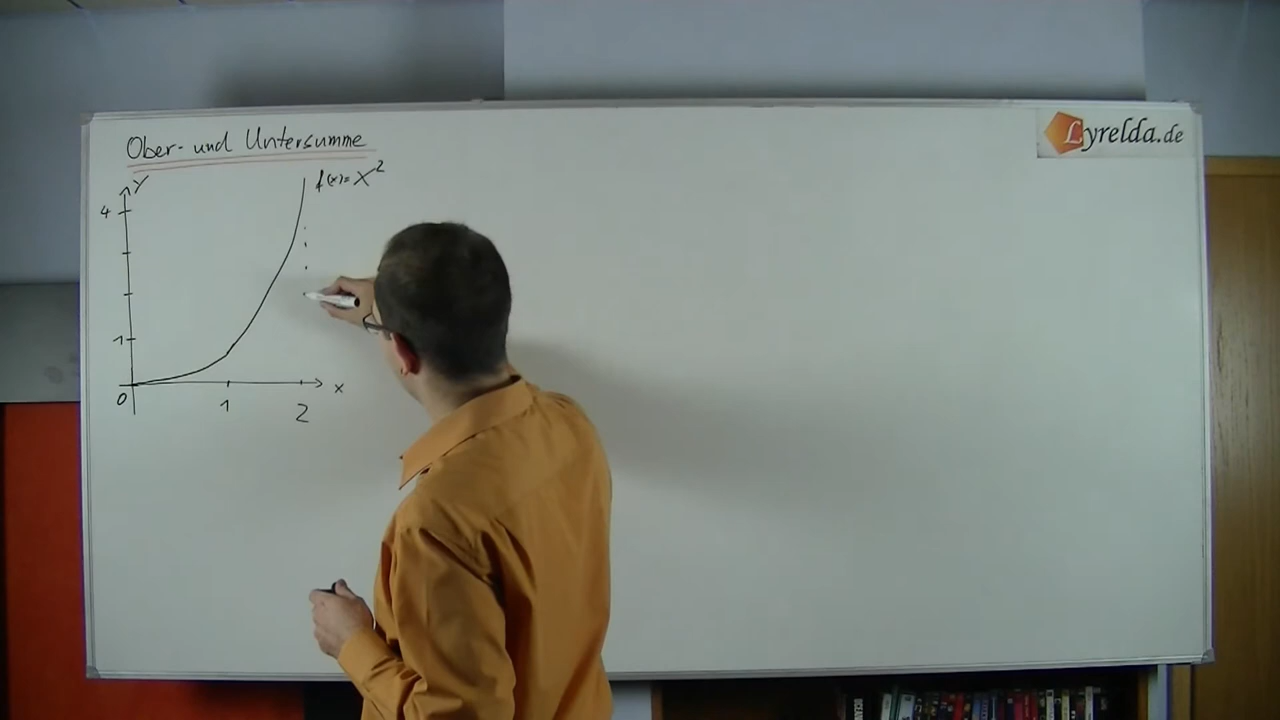 Ober- und Untersumme
Lyrelda.de
y
f(x)=x²
4
1
0
x
1
2